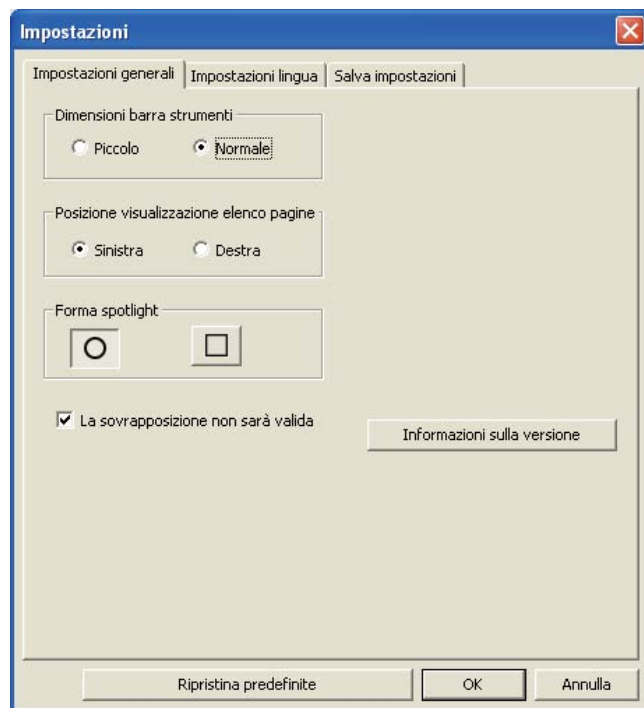 Impostazioni
Impostazioni generali Impostazioni lingua Salva impostazioni
Dimensioni barra strumenti
Piccolo Normale
Posizione visualizzazione elenco pagine
Sinistra Destra
Forma spotlight
La sovrapposizione non sarà valida
Informazioni sulla versione
Ripristina predefinite OK Annulla